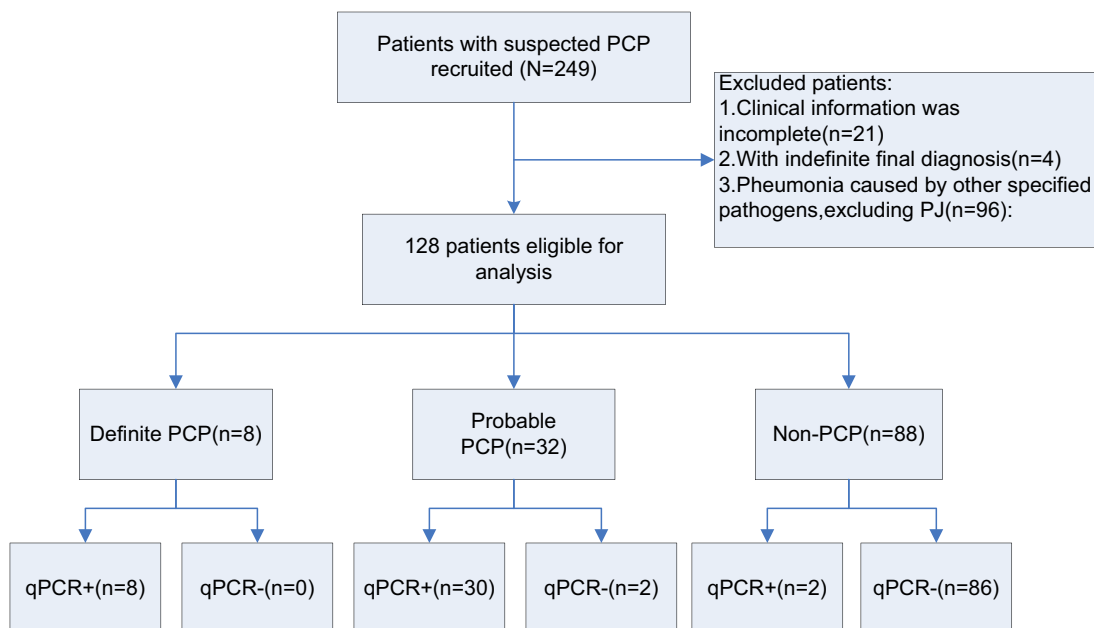 Patients with suspected PCP
recruited (N=249)
Excluded patients:
1.Clinical information was
incomplete(n=21)
2.With indefinite final diagnosis(n=4)
3.Pheumonia caused by other specified
pathogens,excluding PJ(n=96):
128 patients eligible for
analysis
Definite PCP(n=8)
Probable
PCP(n=32)
Non-PCP(n=88)
qPCR+(n=8)
qPCR-(n=0)
qPCR+(n=30)
qPCR-(n=2)
qPCR+(n=2)
qPCR-(n=86)